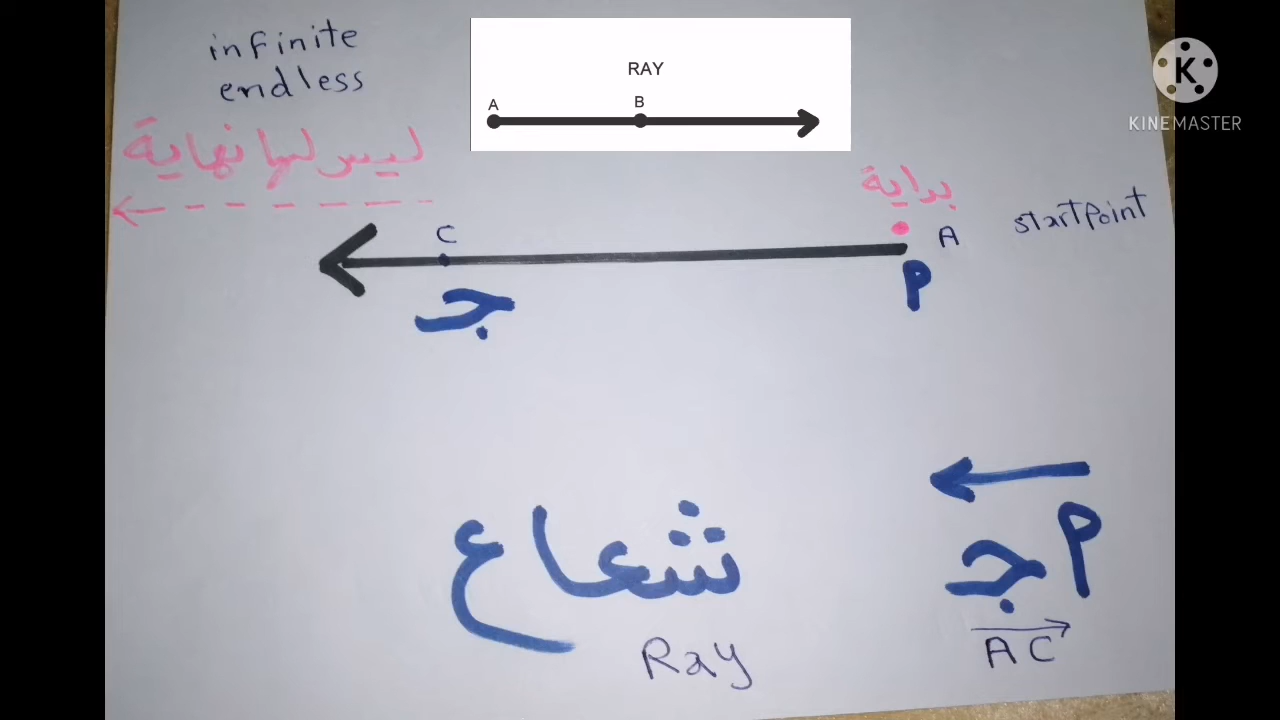 infinite
endless
RAY
A B
K
KINEMASTER
ليس لها نهاية
بداية
startpoint
C
A
جـ
م
شعاع
م جـ
Ray
AC